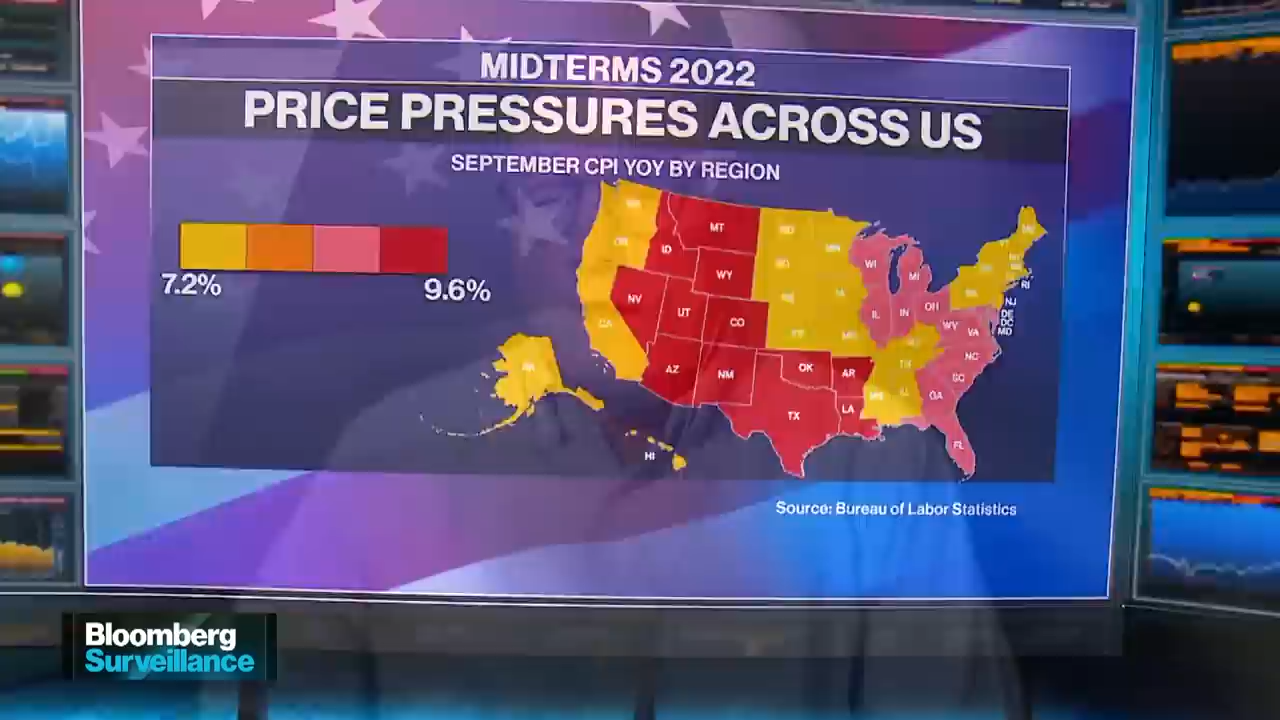 MIDTERMS 2022
PRICE PRESSURES ACROSS US
SEPTEMBER CPI YOY BY REGION
7.2%
9.6%
MT
ID
WY
NV
UT
CO
CA
AZ
NM
OK
AR
TX
LA
WI
MI
IL
IN
OH
WV
VA
NC
SC
GA
FL
RI
NJ
DE
DC
MD
HI
Source: Bureau of Labor Statistics
Bloomberg
Surveillance